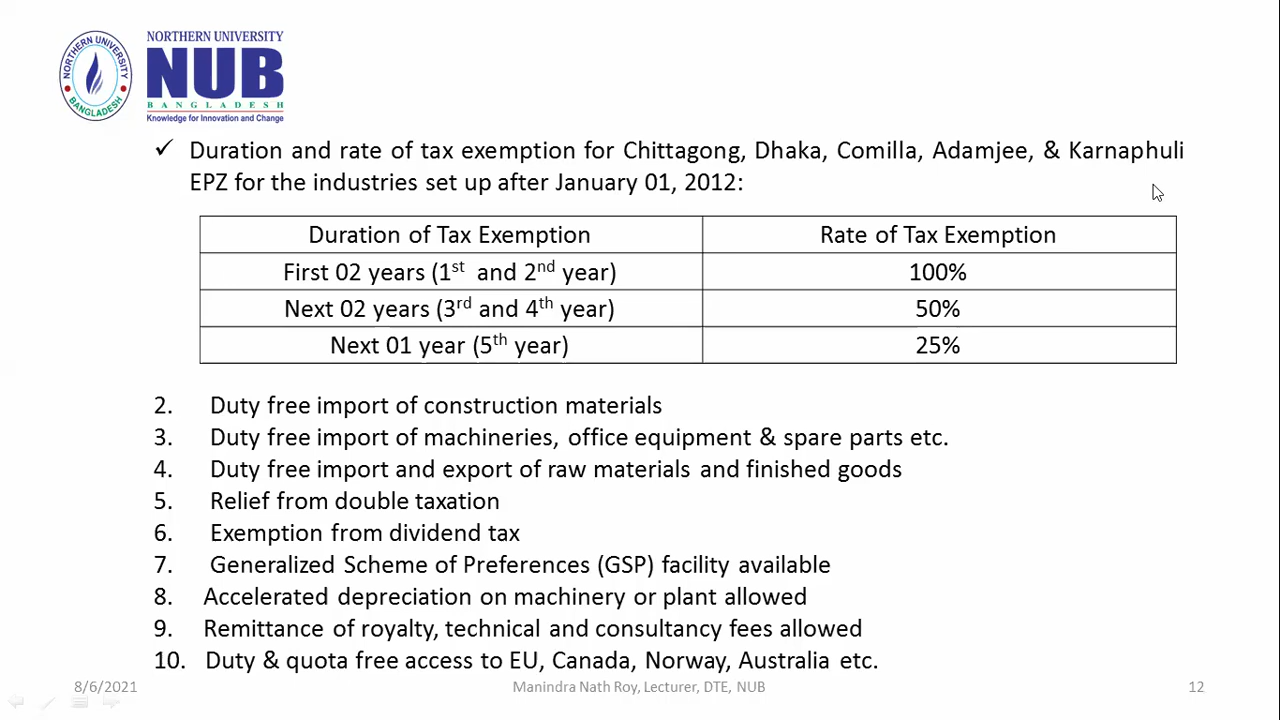 NORTHERN UNIVERSITY
BANGLADESH
NORTHERN UNIVERSITY
NUB
BANGLADESH
Knowledge for Innovation and Change
✓ Duration and rate of tax exemption for Chittagong, Dhaka, Comilla, Adamjee, & Karnaphuli
EPZ for the industries set up after January 01, 2012:
Duration of Tax Exemption Rate of Tax Exemption
First 02 years (1st and 2nd year) 100%
Next 02 years (3rd and 4th year) 50%
Next 01 year (5th year) 25%
2. Duty free import of construction materials
3. Duty free import of machineries, office equipment & spare parts etc.
4. Duty free import and export of raw materials and finished goods
5. Relief from double taxation
6. Exemption from dividend tax
7. Generalized Scheme of Preferences (GSP) facility available
8. Accelerated depreciation on machinery or plant allowed
9. Remittance of royalty, technical and consultancy fees allowed
10. Duty & quota free access to EU, Canada, Norway, Australia etc.
8/6/2021 Manindra Nath Roy, Lecturer, DTE, NUB 12